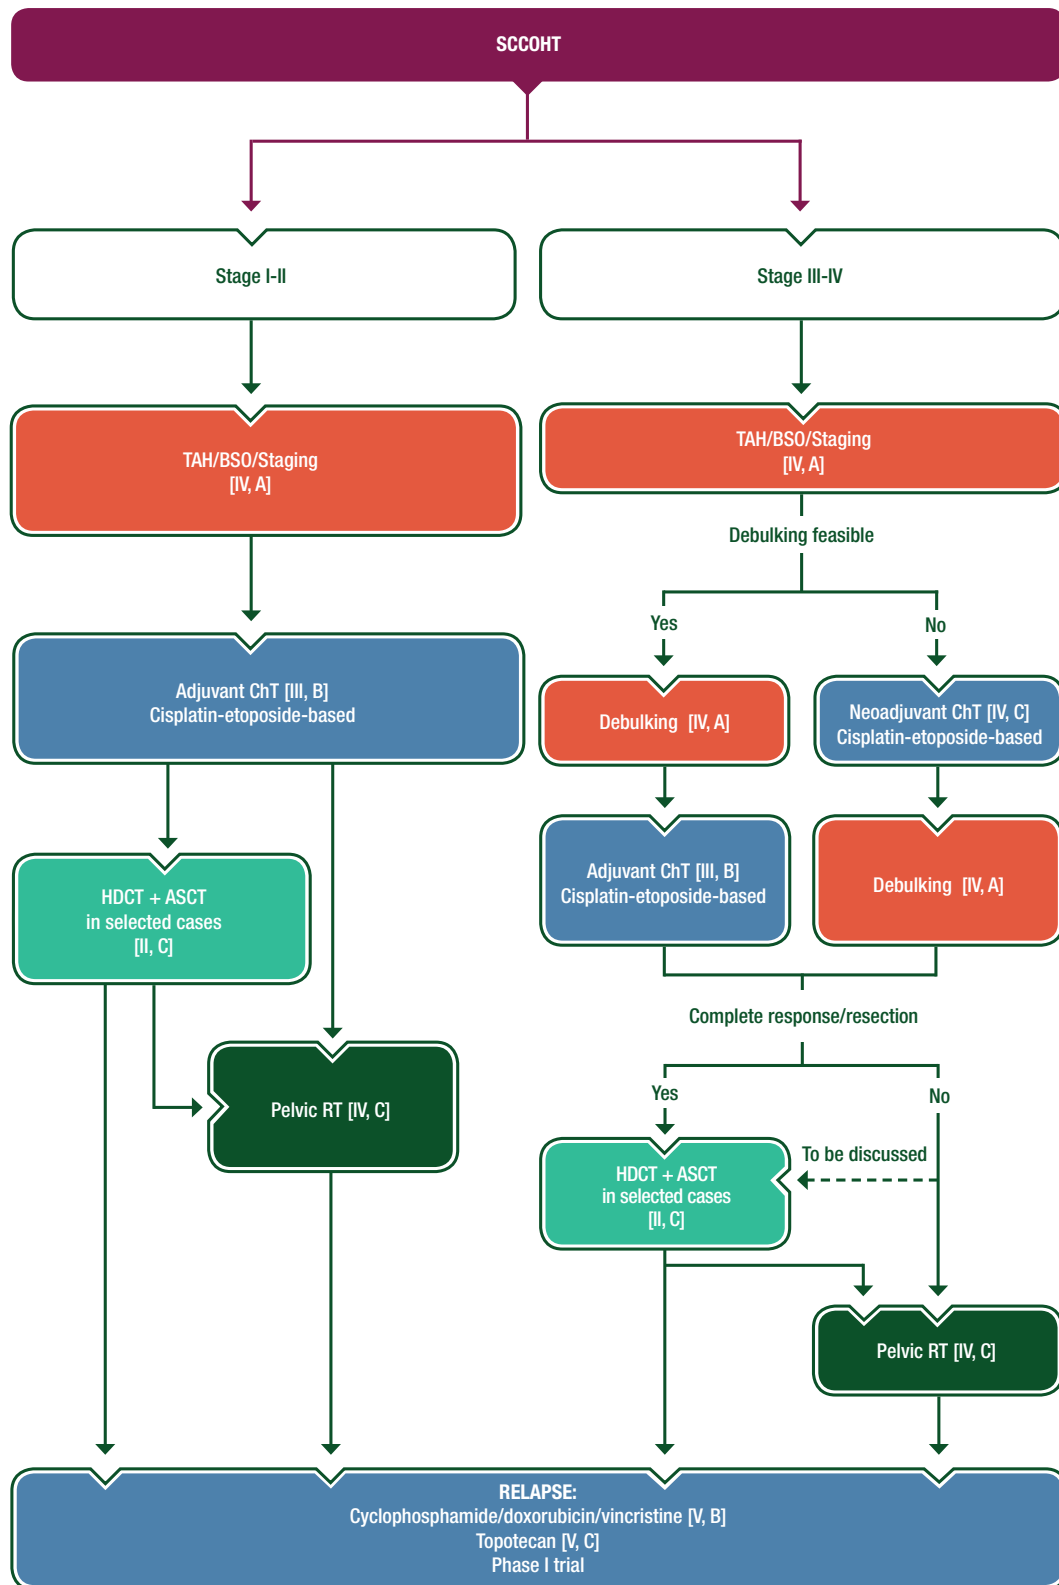 SCCOHT
Stage I-II
Stage III-IV
TAH/BSO/Staging
[IV, A]
TAH/BSO/Staging
[IV, A]
Debulking feasible
Yes
No
Adjuvant ChT [III, B]
Cisplatin-etoposide-based
Debulking [IV, A]
Neoadjuvant ChT [IV, C]
Cisplatin-etoposide-based
HDCT + ASCT
in selected cases
[II, C]
Adjuvant ChT [III, B]
Cisplatin-etoposide-based
Debulking [IV, A]
Complete response/resection
Pelvic RT [IV, C]
Yes
No
To be discussed
HDCT + ASCT
in selected cases
[II, C]
Pelvic RT [IV, C]
RELAPSE:
Cyclophosphamide/doxorubicin/vincristine [V, B]
Topotecan [V, C]
Phase I trial